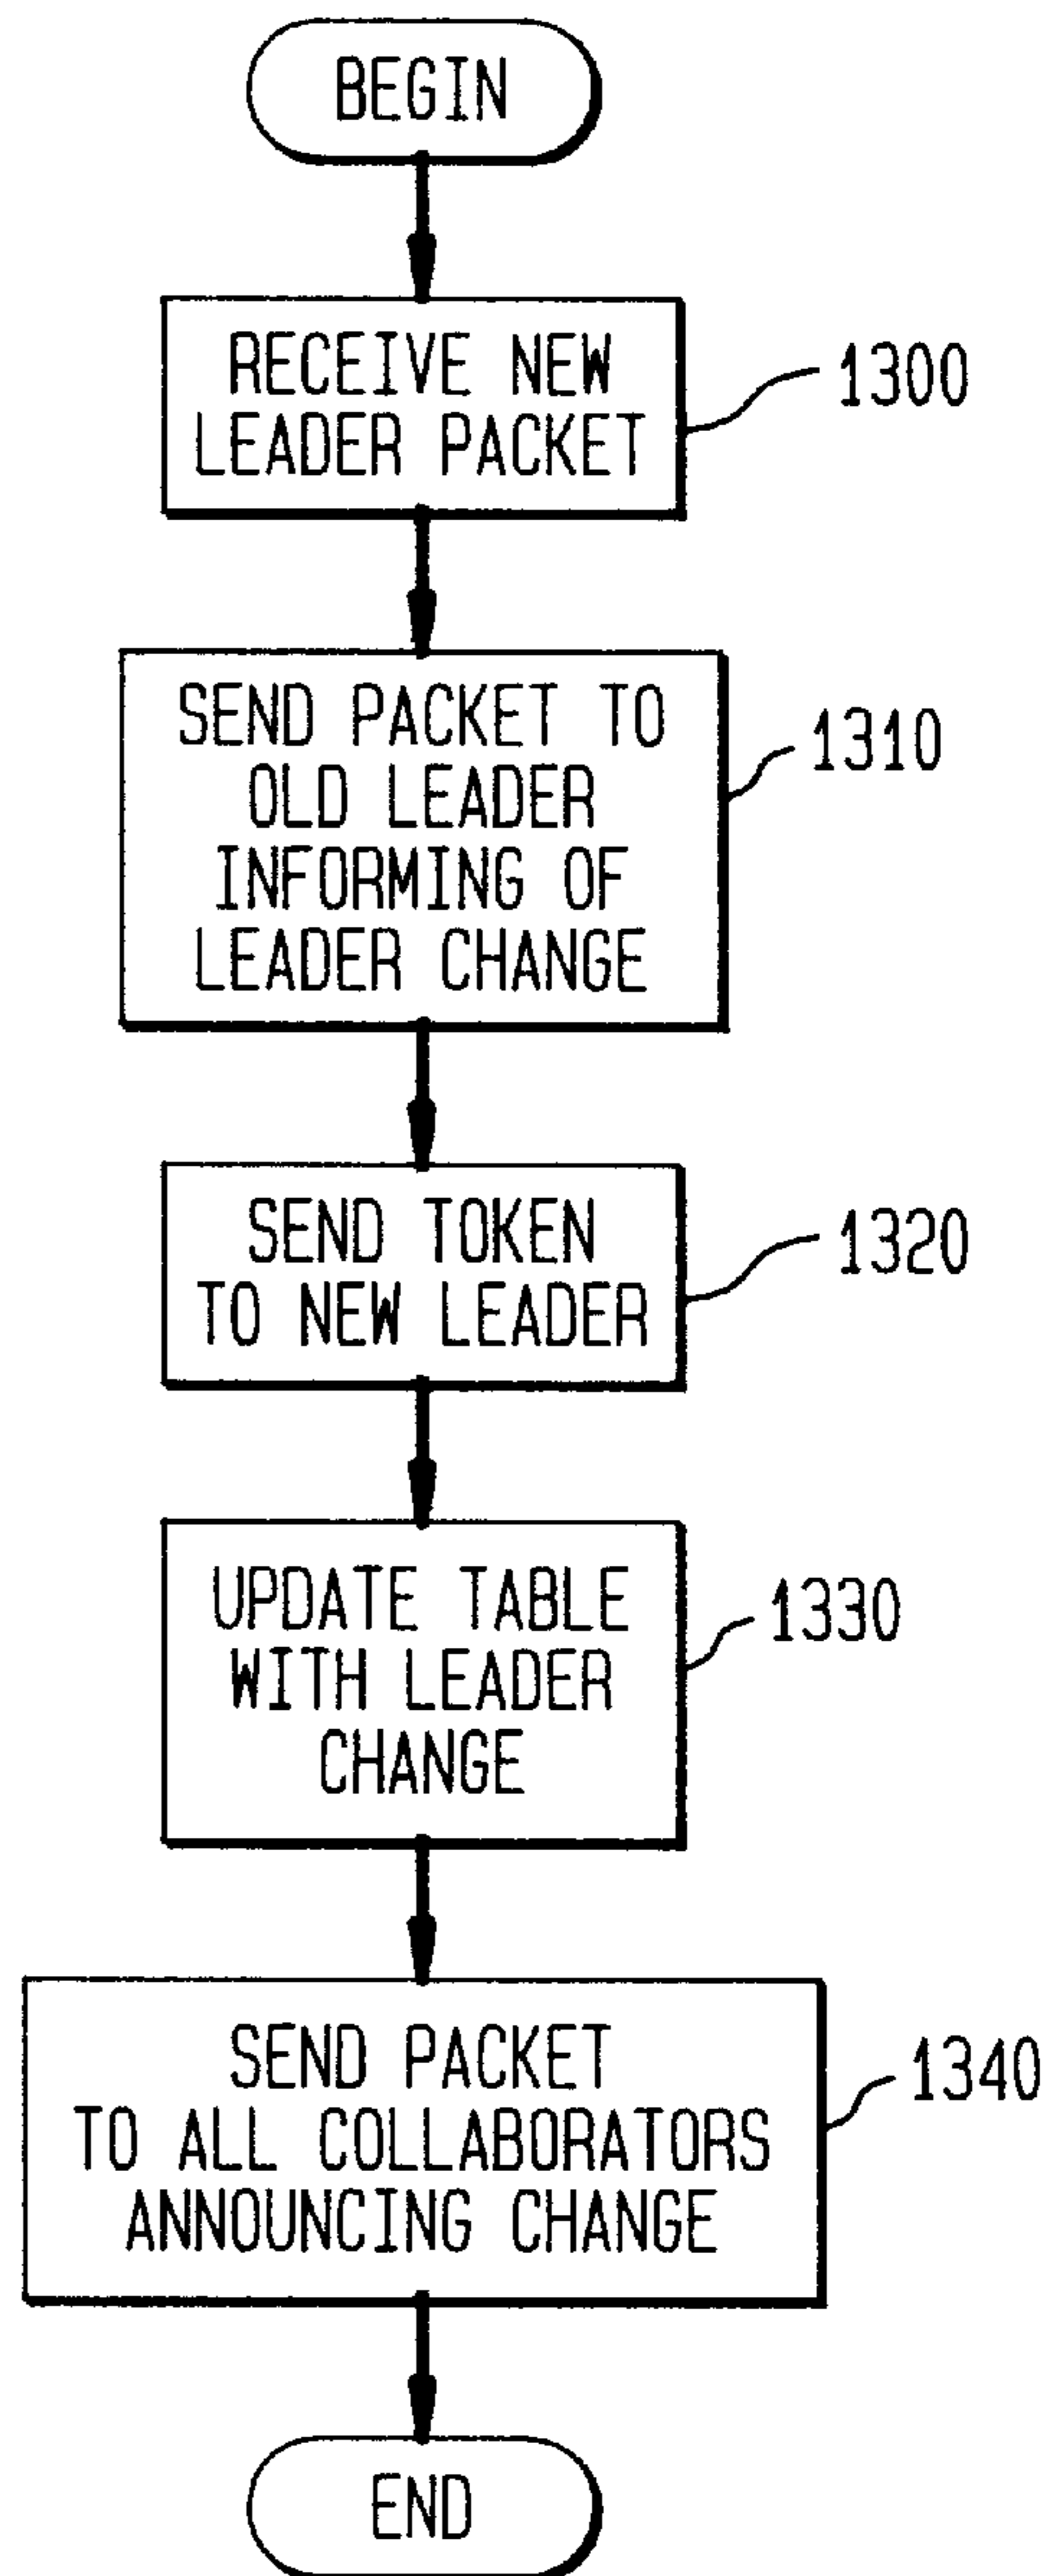 BEGIN
RECEIVE NEW
LEADER PACKET
1300
SEND PACKET TO
OLD LEADER
INFORMING OF
LEADER CHANGE
1310
SEND TOKEN
TO NEW LEADER
1320
UPDATE TABLE
WITH LEADER
CHANGE
1330
SEND PACKET
TO ALL COLLABORATORS
ANNOUNCING CHANGE
1340
END